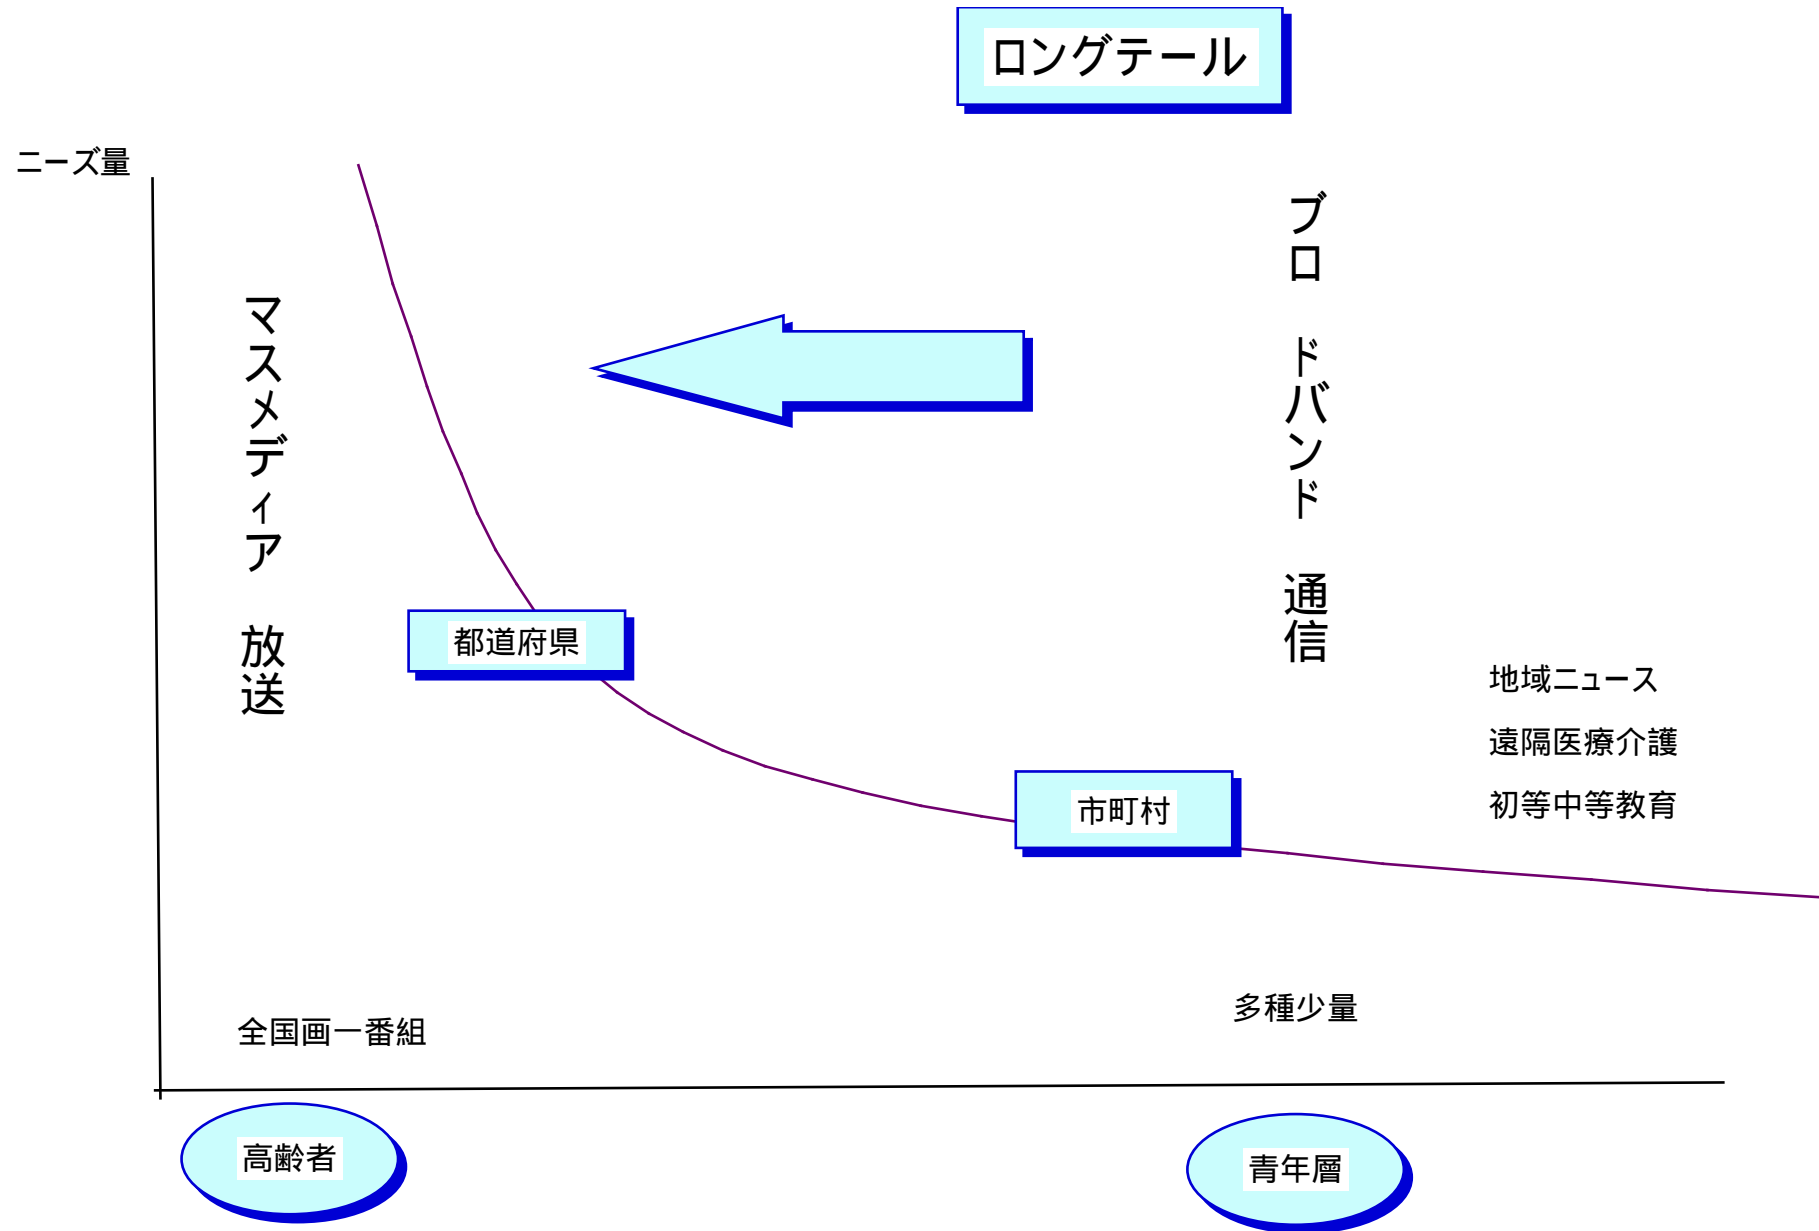 ロングテール
ニーズ量
マスメディア 放送
ブロ ドバンド 通信
都道府県
市町村
地域ニュース
遠隔医療介護
初等中等教育
全国画一番組
多種少量
高齢者
青年層